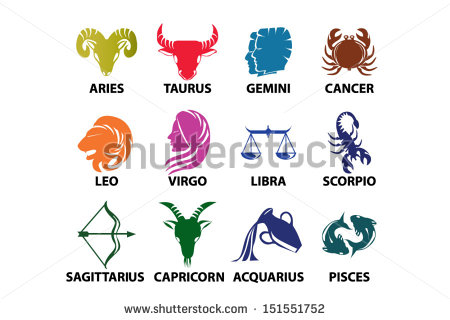 ARIES TAURUS GEMINI CANCER
LEO VIRGO LIBRA SCORPIO
SAGITTARIUS CAPRICORN ACQUARIUS PISCES
www.shutterstock.com · 151551752